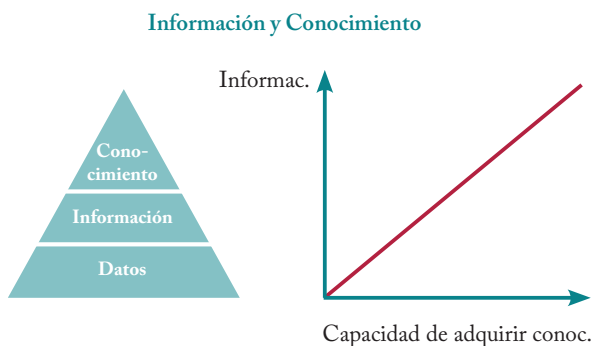 Información y Conocimiento
Informac.
Cono-
cimiento
Información
Datos
Capacidad de adquirir conoc.